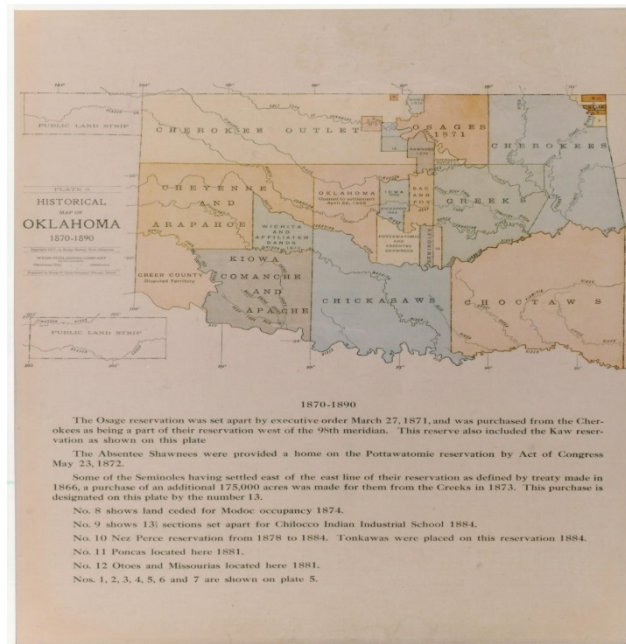 PUBLIC LAND STRIP
CHEROKEE OUTLET
OSAGES
1871
CHEROKEES
PLATE 6
HISTORICAL
MAP OF
OKLAHOMA
1870-1890
CHEYENNE
AND
ARAPAHOE
OKLAHOMA
IOWA
SAC
AND
FOX
CREEKS
WICHITA
AND
AFFILIATED
BANDS
POTTAWATOMIE
AND
SHAWNEE
SEMINOLES
GREER COUNTY
Disputed Territory
KIOWA
COMANCHE
AND
APACHE
CHICKASAWS
CHOCTAWS
PUBLIC LAND STRIP
1870-1890
The Osage reservation was set apart by executive order March 27, 1871, and was purchased from the Cher-
okees as being a part of their reservation west of the 98th meridian. This reserve also included the Kaw reser-
vation as shown on this plate
The Absentee Shawnees were provided a home on the Pottawatomie reservation by Act of Congress
May 23, 1872.
Some of the Seminoles having settled east of the east line of their reservation as defined by treaty made in
1866, a purchase of an additional 175,000 acres was made for them from the Creeks in 1873. This purchase is
designated on this plate by the number 13.
No. 8 shows land ceded for Modoc occupancy 1874.
No. 9 shows 13½ sections set apart for Chilocco Indian Industrial School 1884.
No. 10 Nez Perce reservation from 1878 to 1884. Tonkawas were placed on this reservation 1884.
No. 11 Poncas located here 1881.
No. 12 Otoes and Missourias located here 1881.
Nos. 1, 2, 3, 4, 5, 6 and 7 are shown on plate 5.